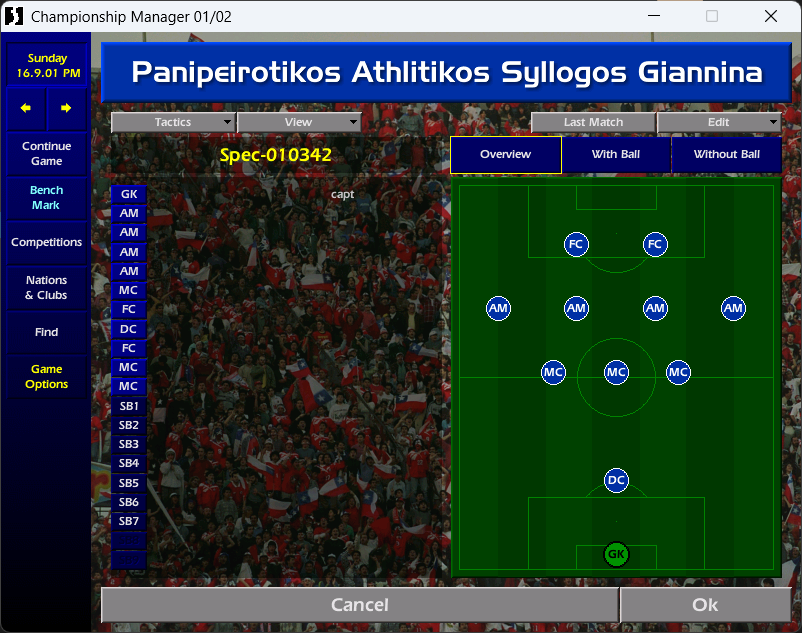 Championship Manager 01/02
Sunday
16.9.01 PM
Continue
Game
Bench
Mark
Competitions
Nations
& Clubs
Find
Game
Options
Panipeirotikos Athlitikos Syllogos Giannina
Tactics View Last Match Edit
Spec-010342
Overview With Ball Without Ball
GK capt
AM
AM
AM
AM
MC
FC
DC
FC
MC
MC
SB1
SB2
SB3
SB4
SB5
SB6
SB7
FC FC
AM AM AM AM
MC MC MC
DC
GK
Cancel Ok